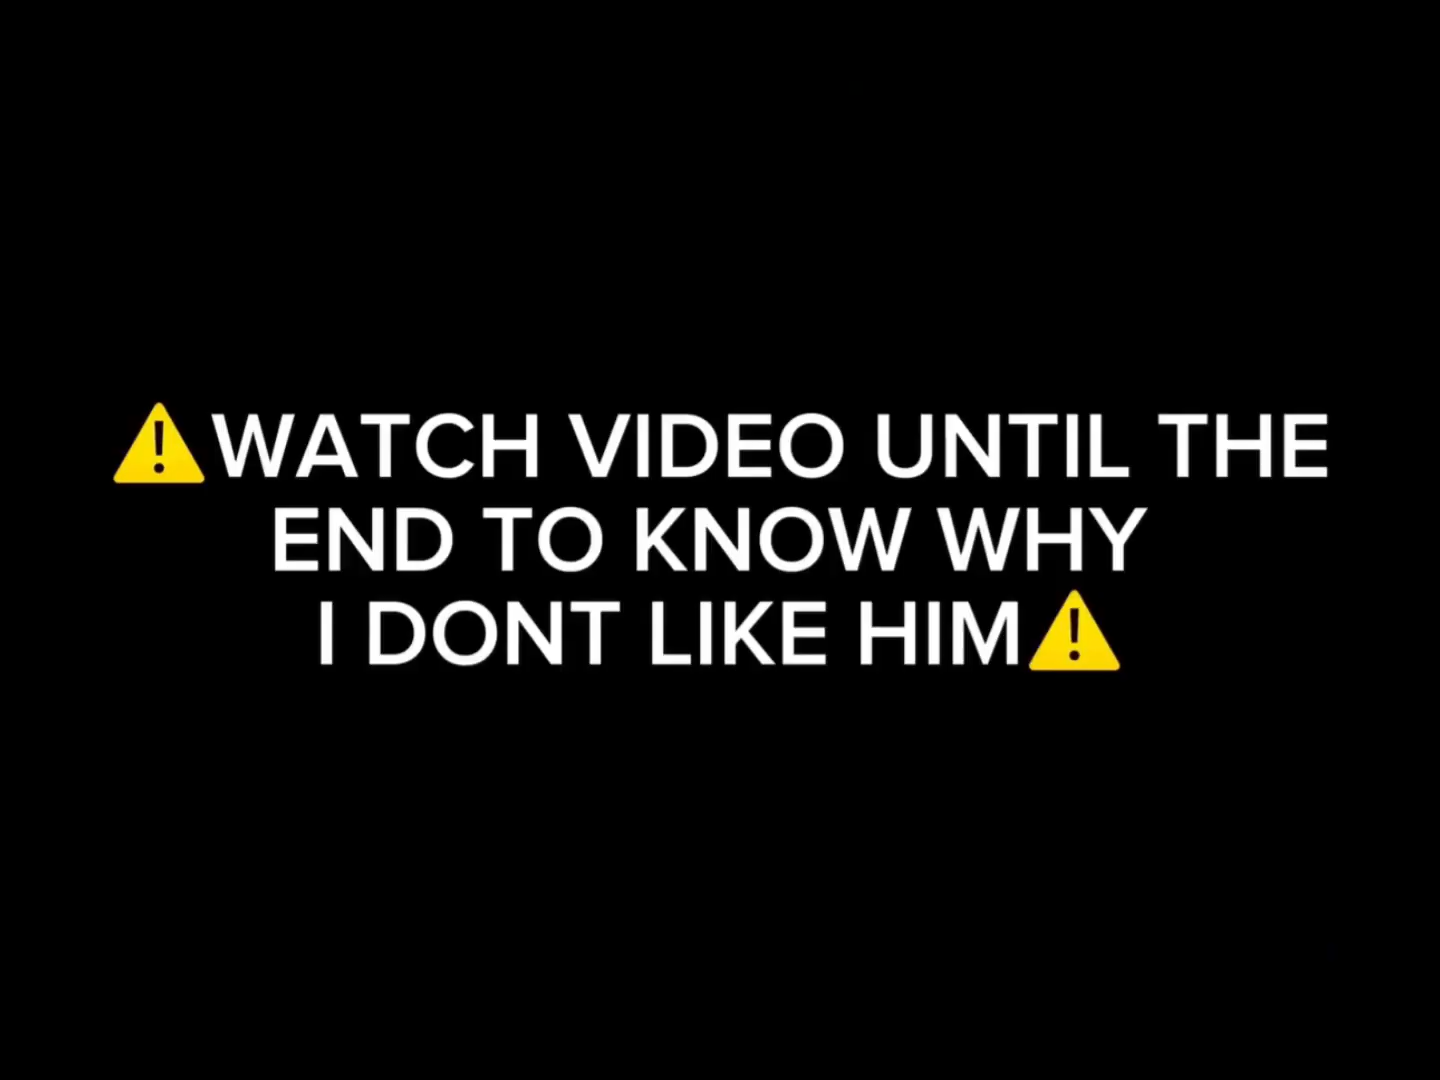 ⚠️WATCH VIDEO UNTIL THE
END TO KNOW WHY
I DONT LIKE HIM⚠️